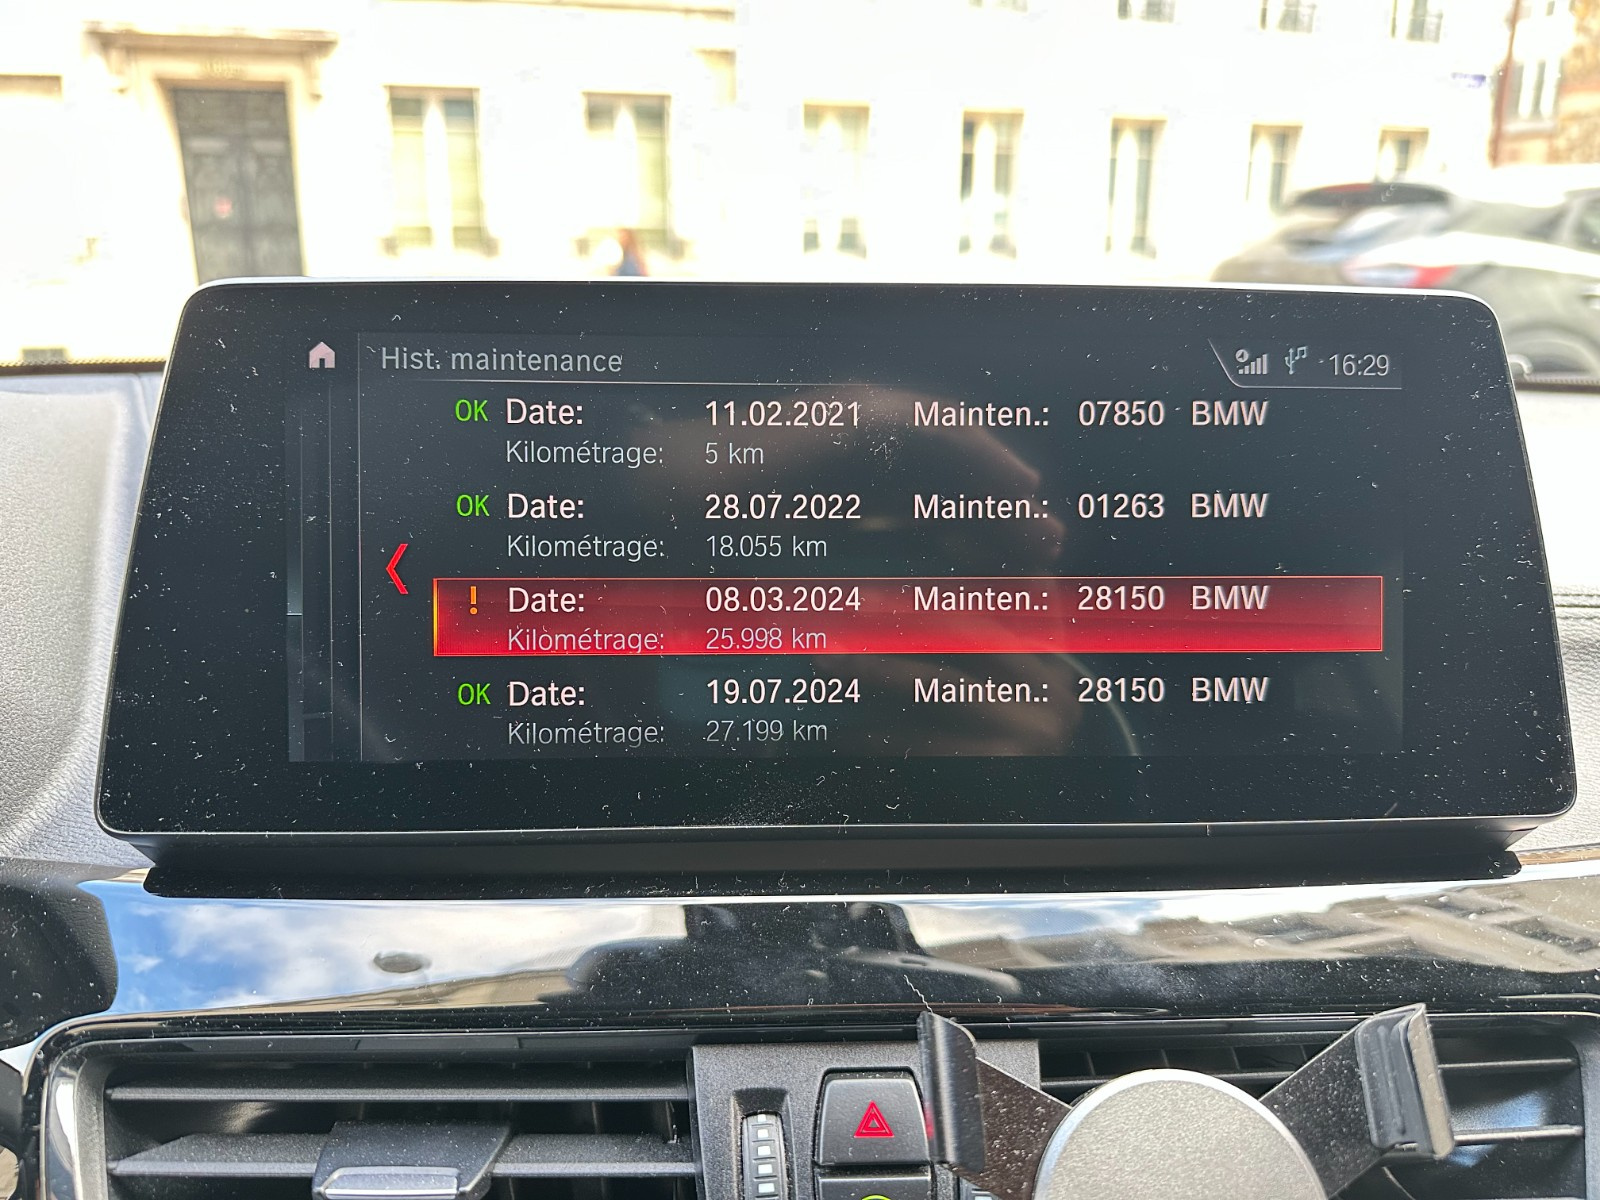 Hist. maintenance 16:29
OK Date: 11.02.2021 Mainten.: 07850 BMW
Kilométrage: 5 km
OK Date: 28.07.2022 Mainten.: 01263 BMW
Kilométrage: 18.055 km
! Date: 08.03.2024 Mainten.: 28150 BMW
Kilométrage: 25.998 km
OK Date: 19.07.2024 Mainten.: 28150 BMW
Kilométrage: 27.199 km